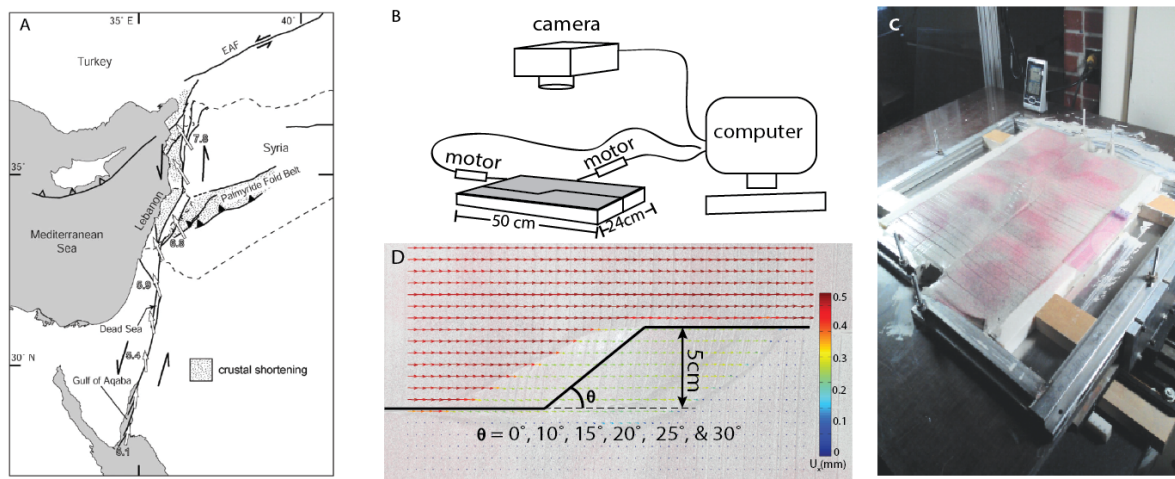 A
35° E
40°
EAF
Turkey
7.8
Syria
35°
Palmyride Fold Belt
Lebanon
6.8
Mediterranean
Sea
6.9
Dead Sea
30° N
6.4
crustal shortening
Gulf of Aqaba
6.1
B
camera
computer
motor
motor
50 cm
24cm
C
D
0.5
0.4
0.3
0.2
0.1
0
Uₓ(mm)
5cm
θ
θ = 0°, 10°, 15°, 20°, 25°, & 30°